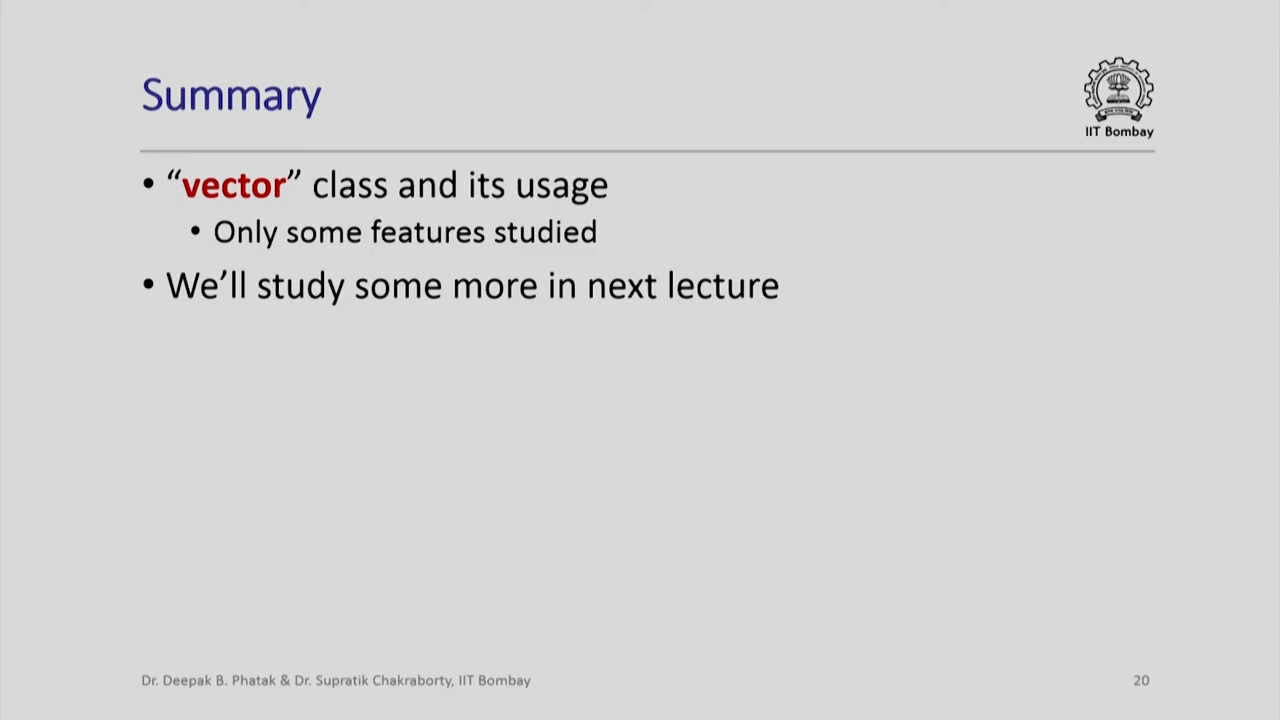 Summary
IIT Bombay
• “vector” class and its usage
• Only some features studied
• We’ll study some more in next lecture
Dr. Deepak B. Phatak & Dr. Supratik Chakraborty, IIT Bombay
20